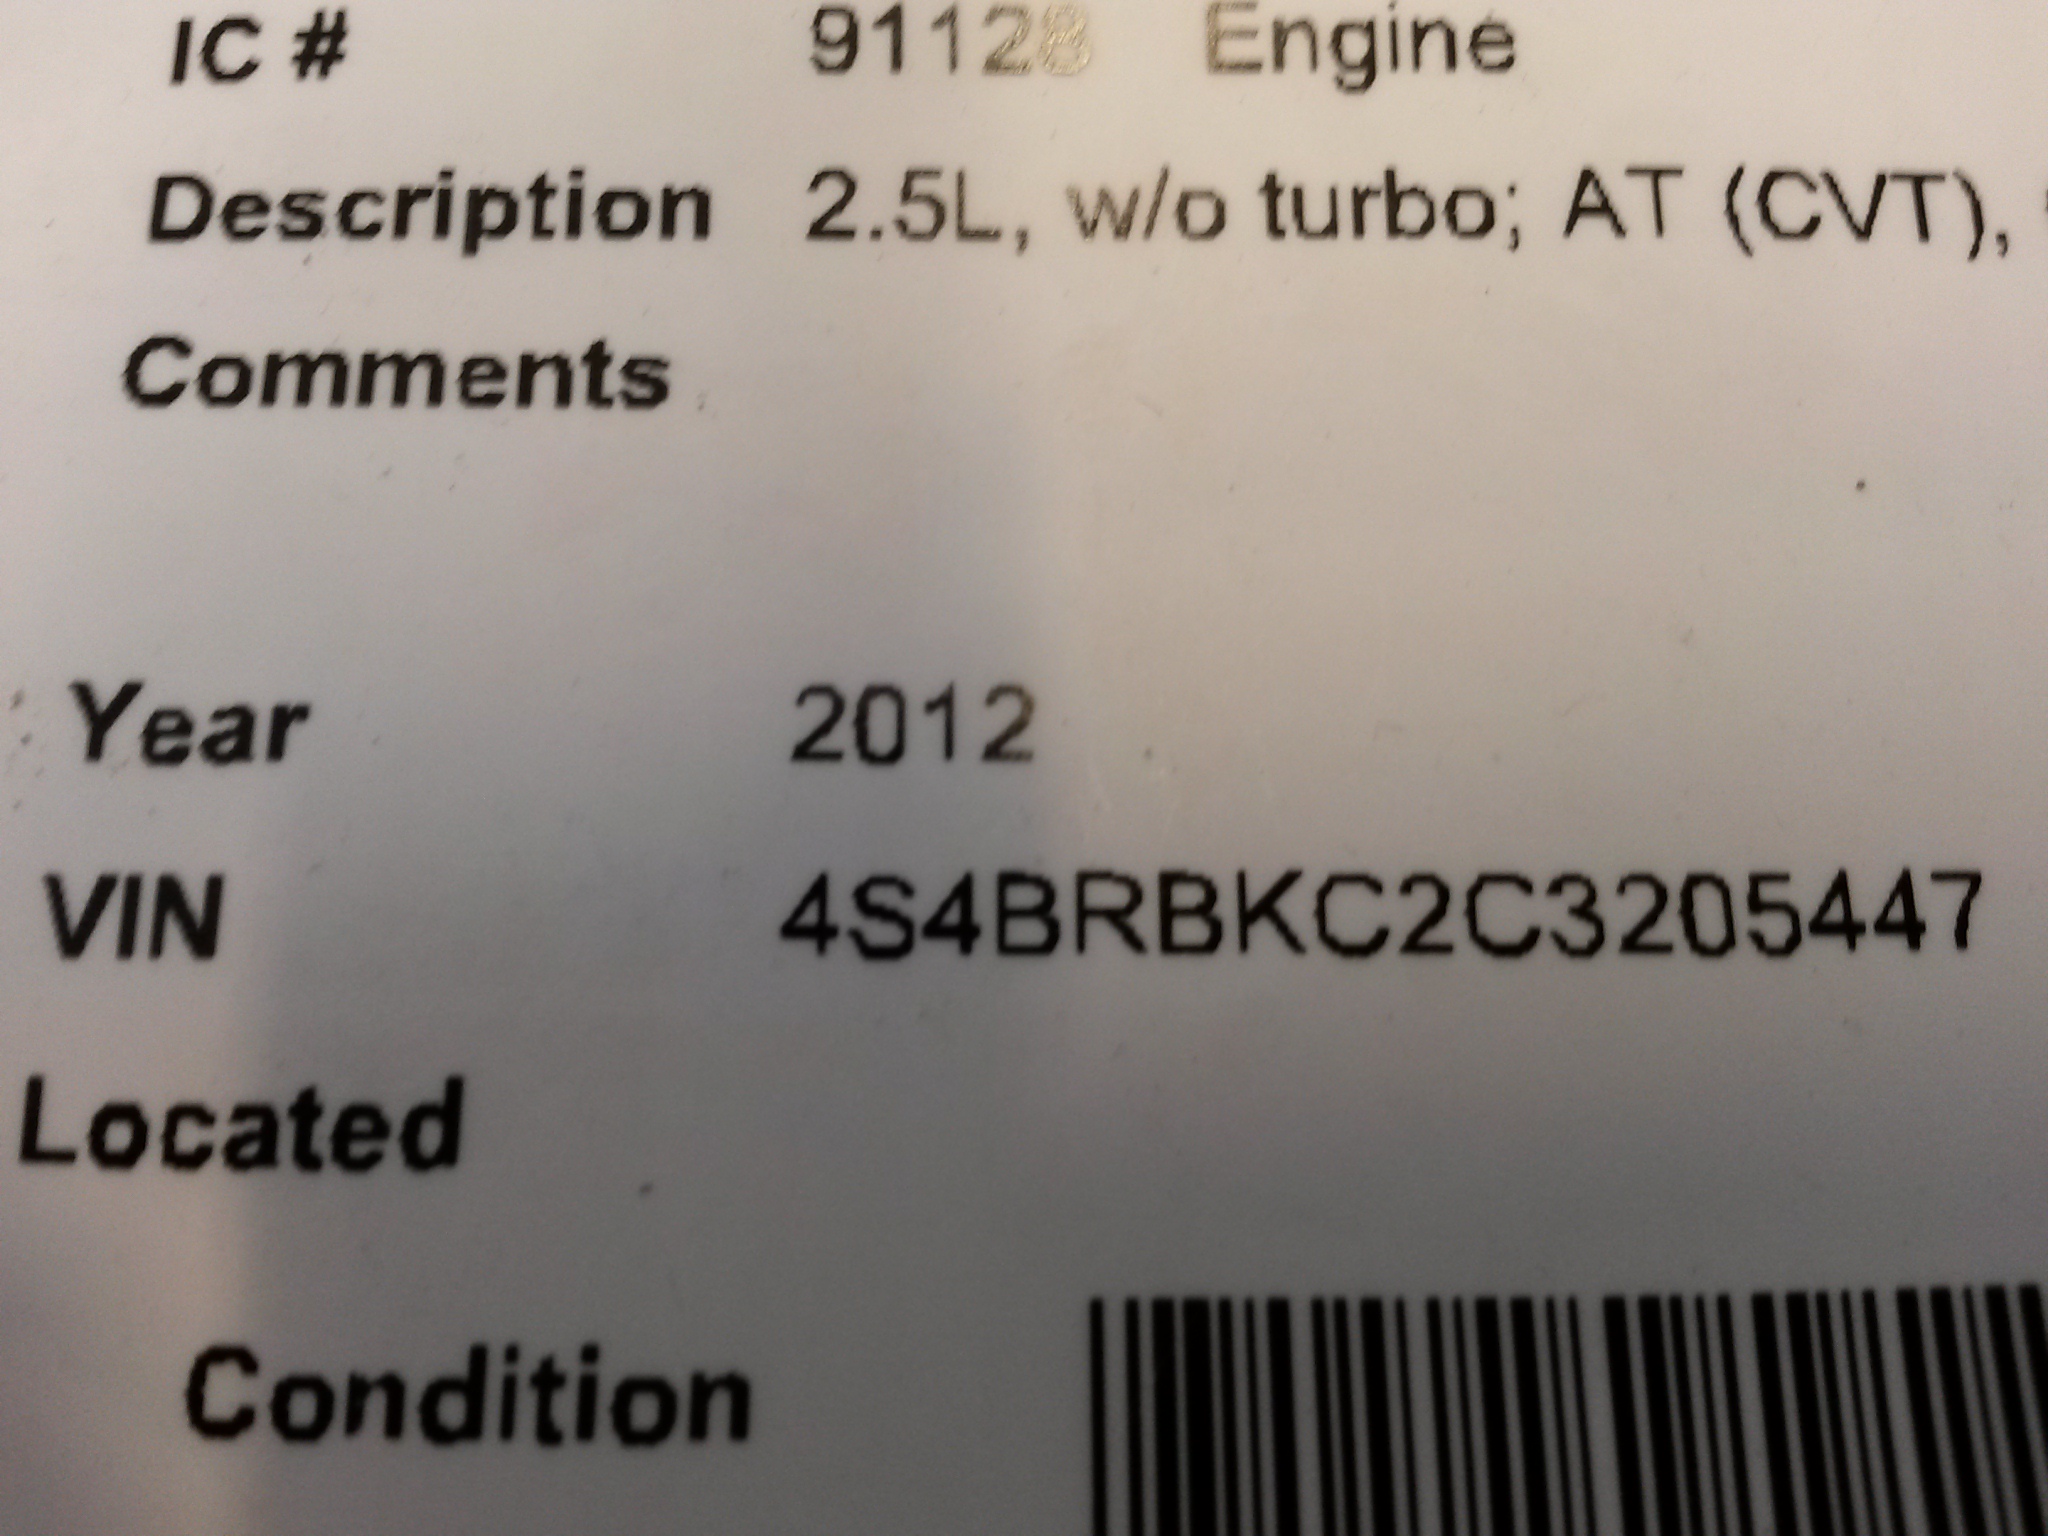 IC # 91128 Engine
Description 2.5L, w/o turbo; AT (CVT),
Comments
Year 2012
VIN 4S4BRBKC2C3205447
Located
Condition